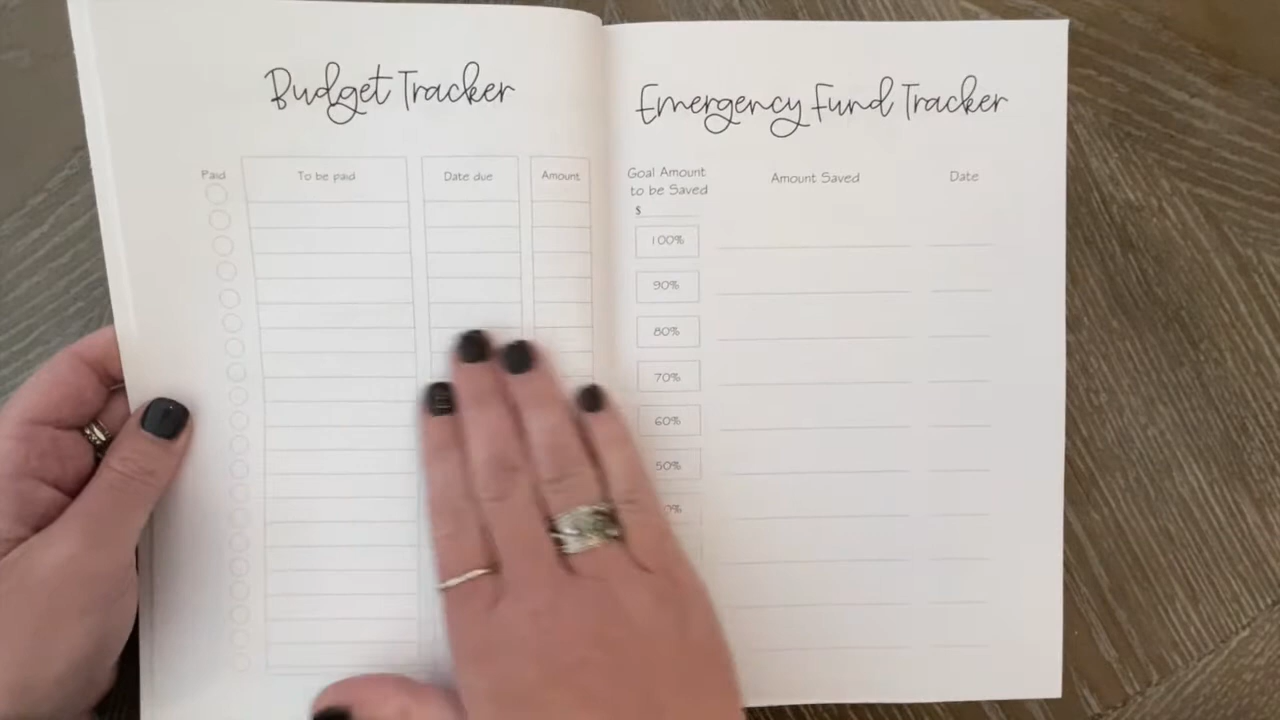 Budget Tracker
Paid
To be paid
Date due
Amount
Emergency Fund Tracker
Goal Amount
to be Saved
Amount Saved
Date
$
100%
90%
80%
70%
60%
50%